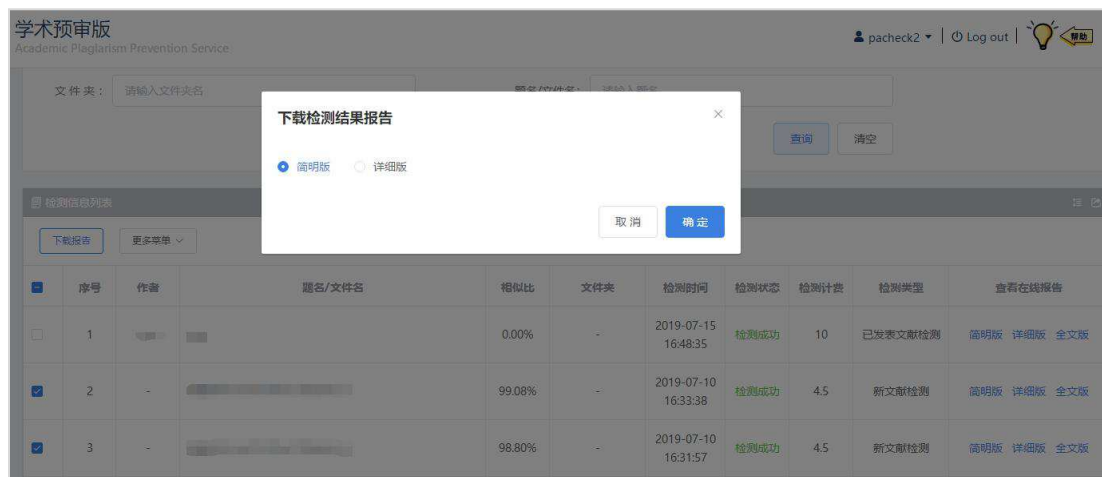 学术预审版
Academic Plagiarism Prevention Service
pacheck2
Log out
帮助
文件夹： 请输入文件夹名 题名/文件名： 请输入题名
下载检测结果报告
简明版 详细版
取消 确定
查询 清空
检测信息列表
下载报告 更多菜单
序号 作者 题名/文件名 相似比 文件夹 检测时间 检测状态 检测计费 检测类型 查看在线报告
1 0.00% - 2019-07-15 16:48:35 检测成功 10 已发表文献检测 简明版 详细版 全文版
2 - 99.08% - 2019-07-10 16:33:38 检测成功 4.5 新文献检测 简明版 详细版 全文版
3 - 98.80% - 2019-07-10 16:31:57 检测成功 4.5 新文献检测 简明版 详细版 全文版